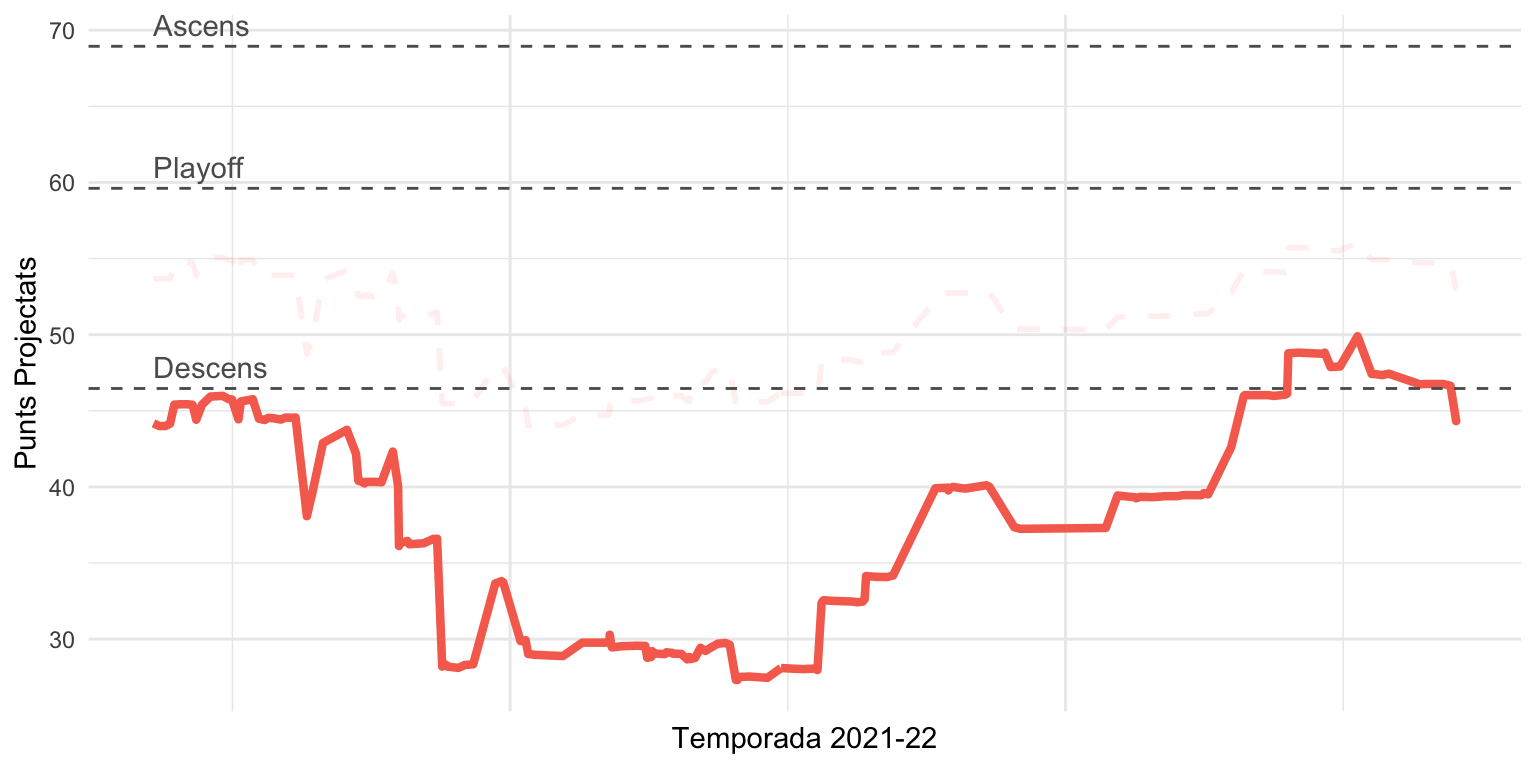 70
Ascens
60
Playoff
50
Descens
40
30
Punts Projectats
Temporada 2021-22